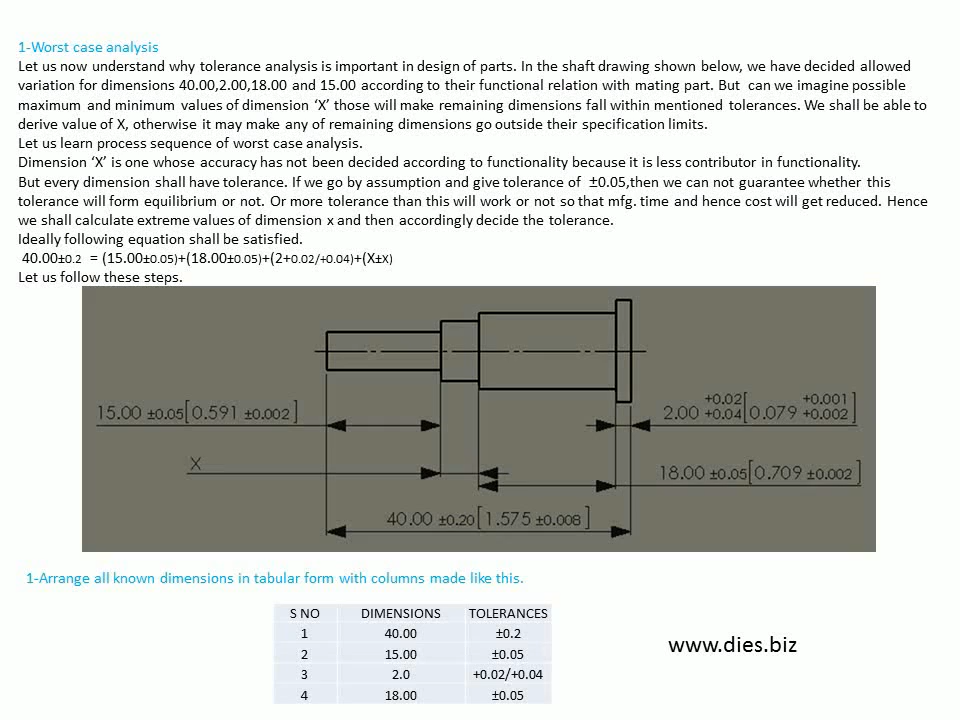 1-Worst case analysis
Let us now understand why tolerance analysis is important in design of parts. In the shaft drawing shown below, we have decided allowed
variation for dimensions 40.00,2.00,18.00 and 15.00 according to their functional relation with mating part. But  can we imagine possible
maximum and minimum values of dimension ‘X’ those will make remaining dimensions fall within mentioned tolerances. We shall be able to
derive value of X, otherwise it may make any of remaining dimensions go outside their specification limits.
Let us learn process sequence of worst case analysis.
Dimension ‘X’ is one whose accuracy has not been decided according to functionality because it is less contributor in functionality.
But every dimension shall have tolerance. If we go by assumption and give tolerance of  ±0.05,then we can not guarantee whether this
tolerance will form equilibrium or not. Or more tolerance than this will work or not so that mfg. time and hence cost will get reduced. Hence
we shall calculate extreme values of dimension x and then accordingly decide the tolerance.
Ideally following equation shall be satisfied.
40.00±0.2  = (15.00±0.05)+(18.00±0.05)+(2+0.02/+0.04)+(X±X)
Let us follow these steps.
+0.02 +0.001
15.00 ±0.05[0.591 ±0.002]
2.00 +0.04[0.079 +0.002]
X
18.00 ±0.05[0.709 ±0.002]
40.00 ±0.20[1.575 ±0.008]
1-Arrange all known dimensions in tabular form with columns made like this.
S NO DIMENSIONS TOLERANCES
1 40.00 ±0.2
2 15.00 ±0.05
3 2.0 +0.02/+0.04
4 18.00 ±0.05
www.dies.biz